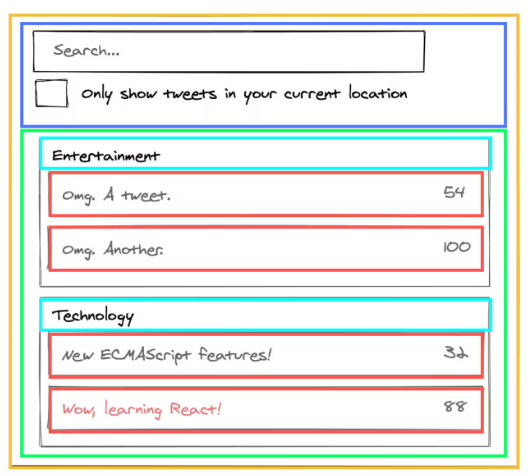 Search...
Only show tweets in your current location
Entertainment
Omg. A tweet. 54
Omg. Another. 100
Technology
New ECMAScript features! 32
Wow, learning React! 88